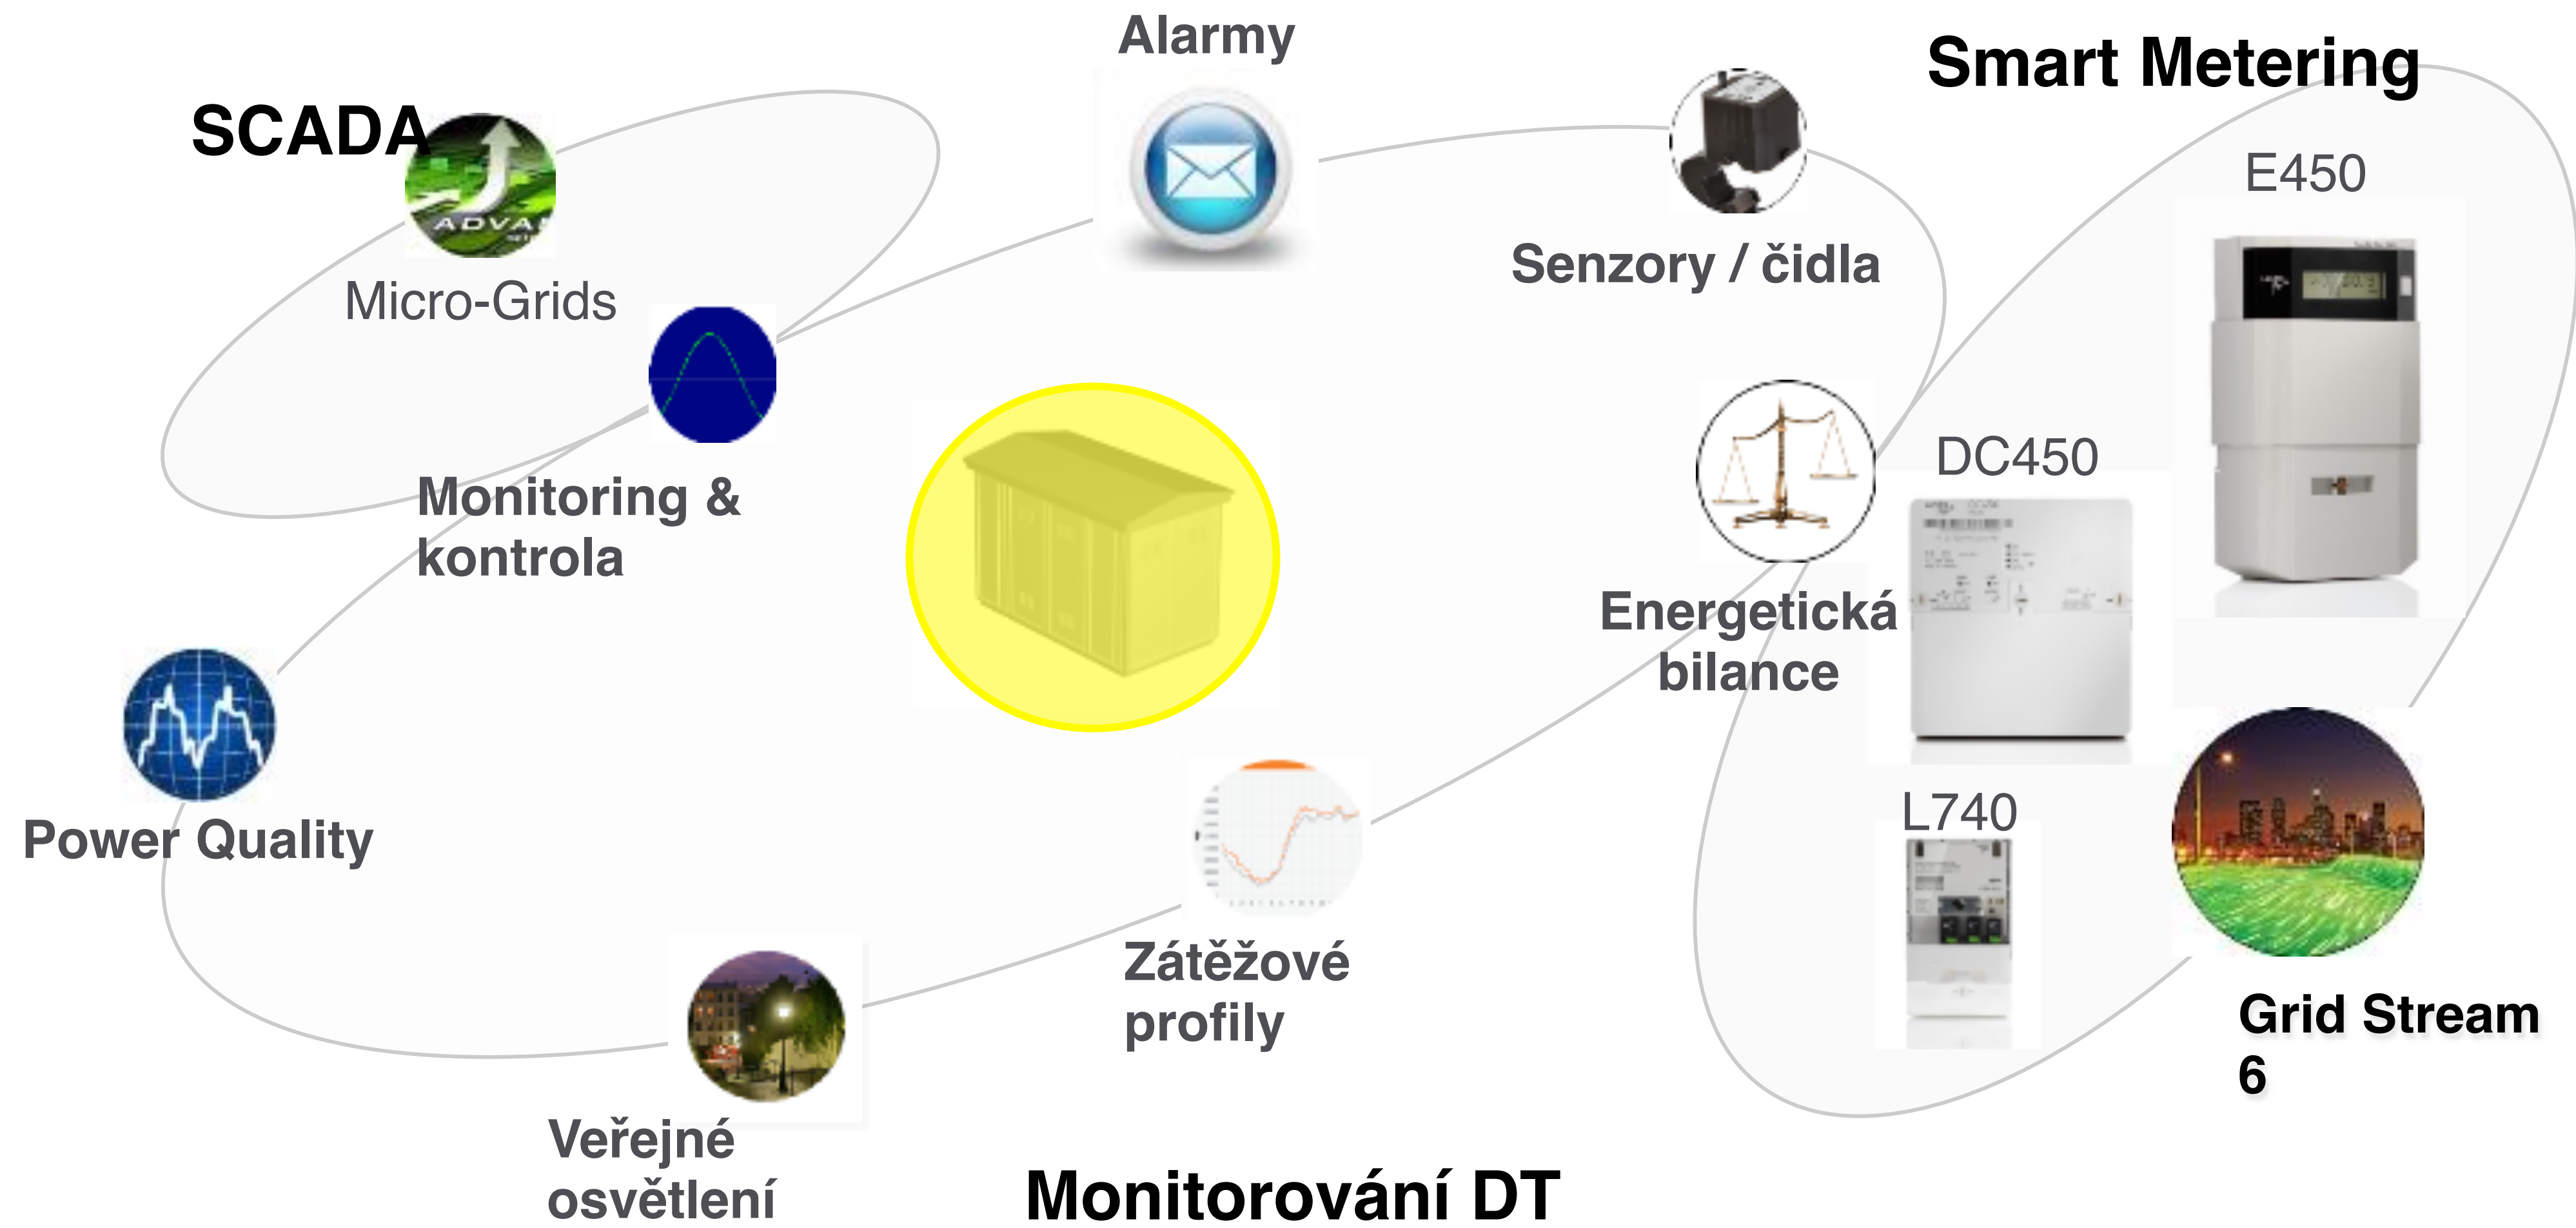 Alarmy
Smart Metering
SCADA
ADVA
E450
Senzory / čidla
Micro-Grids
DC450
Monitoring &
kontrola
Energetická
bilance
L740
Power Quality
Zátěžové
profily
Grid Stream
6
Veřejné
osvětlení
Monitorování DT